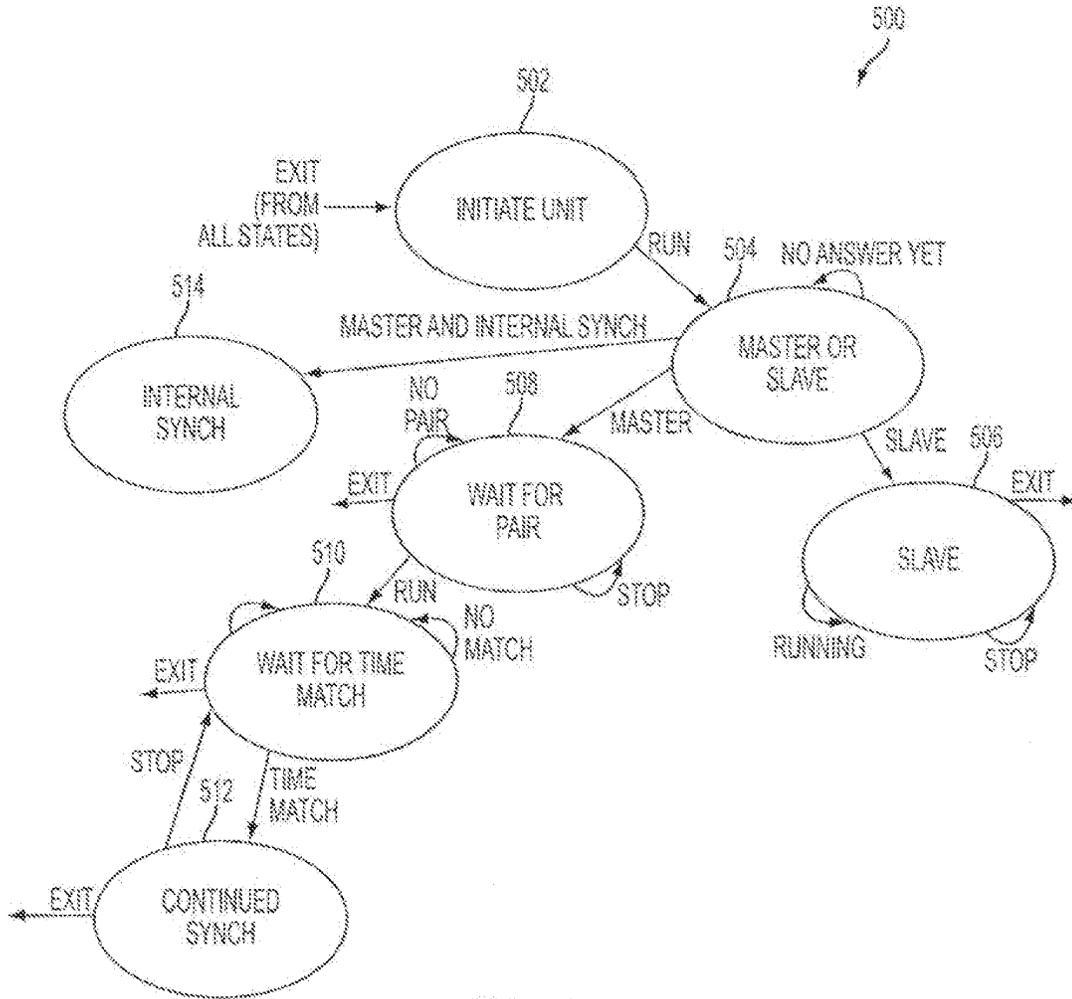 500
502
EXIT
(FROM
ALL STATES)
INITIATE UNIT
RUN
504
NO ANSWER YET
514
MASTER AND INTERNAL SYNCH
MASTER OR
SLAVE
INTERNAL
SYNCH
NO
PAIR
508
MASTER
SLAVE
506
EXIT
EXIT
WAIT FOR
PAIR
SLAVE
510
RUN
STOP
NO
MATCH
RUNNING
STOP
EXIT
WAIT FOR TIME
MATCH
STOP
512
TIME
MATCH
EXIT
CONTINUED
SYNCH